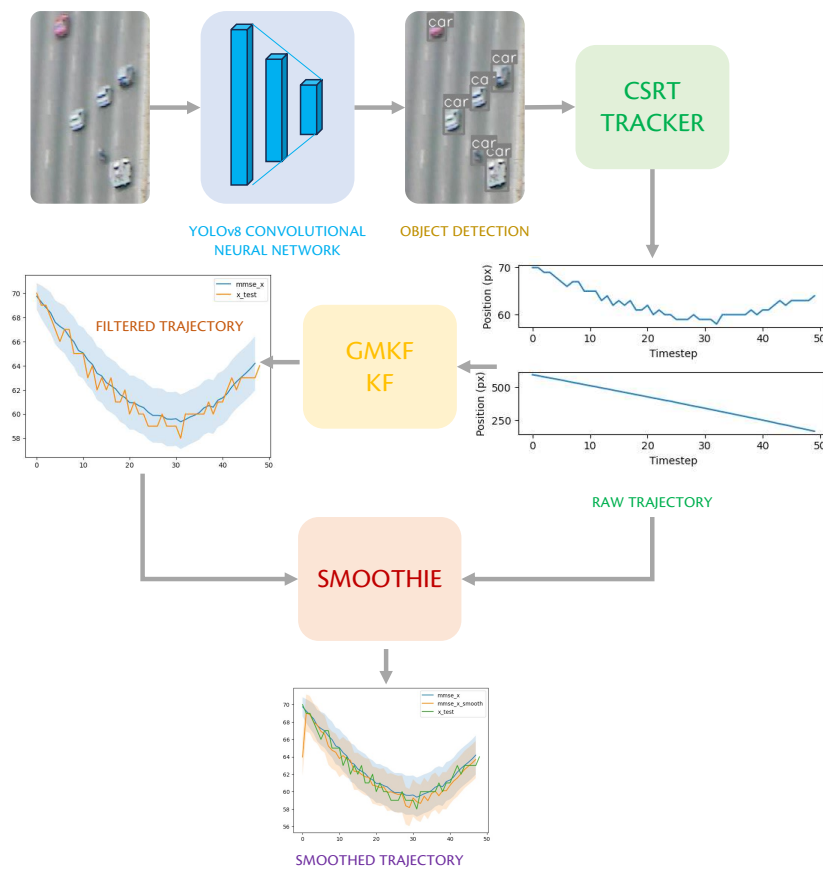 car
ca
car
car
car
car
CSRT
TRACKER
YOLOv8 CONVOLUTIONAL
NEURAL NETWORK
OBJECT DETECTION
mmse_x
x_test
FILTERED TRAJECTORY
70
68
66
64
62
60
58
0
10
20
30
40
50
GMKF
KF
Position (px)
70
60
0
10
20
30
40
50
Timestep
Position (px)
500
250
0
10
20
30
40
50
Timestep
RAW TRAJECTORY
SMOOTHIE
mmse_x
mmse_x_smooth
x_test
70
68
66
64
62
60
58
56
0
10
20
30
40
50
SMOOTHED TRAJECTORY